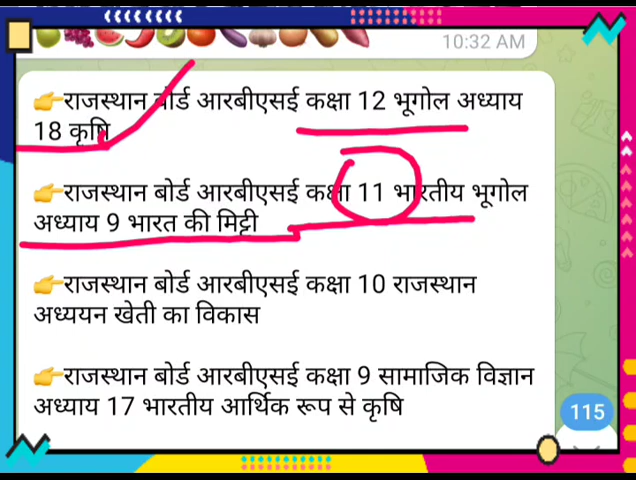 10:32 AM
👉राजस्थान बोर्ड आरबीएसई कक्षा 12 भूगोल अध्याय
18 कृषि
👉राजस्थान बोर्ड आरबीएसई कक्षा 11 भारतीय भूगोल
अध्याय 9 भारत की मिट्टी
👉राजस्थान बोर्ड आरबीएसई कक्षा 10 राजस्थान
अध्ययन खेती का विकास
👉राजस्थान बोर्ड आरबीएसई कक्षा 9 सामाजिक विज्ञान
अध्याय 17 भारतीय आर्थिक रूप से कृषि
115